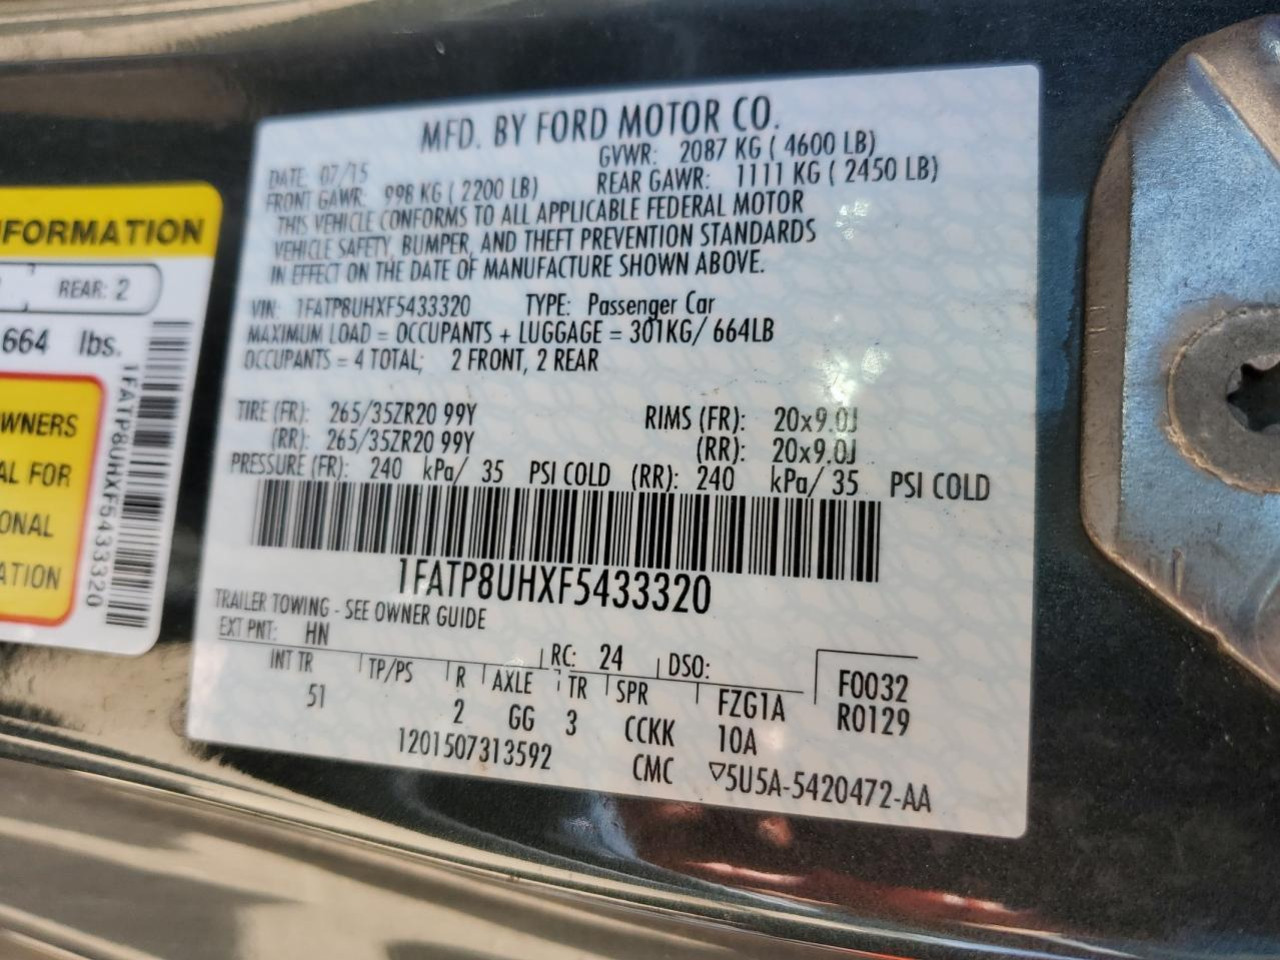 FORMATION
REAR: 2
664 lbs.
WNERS
AL FOR
ONAL
ATION
1FATP8UHXF5433320
MFD. BY FORD MOTOR CO.
DATE: 07/15 GVWR: 2087 KG ( 4600 LB)
FRONT GAWR: 998 KG ( 2200 LB) REAR GAWR: 1111 KG ( 2450 LB)
THIS VEHICLE CONFORMS TO ALL APPLICABLE FEDERAL MOTOR
VEHICLE SAFETY, BUMPER, AND THEFT PREVENTION STANDARDS
IN EFFECT ON THE DATE OF MANUFACTURE SHOWN ABOVE.
VIN: 1FATP8UHXF5433320 TYPE: Passenger Car
MAXIMUM LOAD = OCCUPANTS + LUGGAGE = 301KG/ 664LB
OCCUPANTS = 4 TOTAL; 2 FRONT, 2 REAR
TIRE (FR): 265/35ZR20 99Y RIMS (FR): 20x9.0J
(RR): 265/35ZR20 99Y (RR): 20x9.0J
PRESSURE (FR): 240 kPa/ 35 PSI COLD (RR): 240 kPa/ 35 PSI COLD
1FATP8UHXF5433320
TRAILER TOWING - SEE OWNER GUIDE
EXT PNT: HN RC: 24 DSO: F0032
INT TR TP/PS R AXLE TR SPR FZG1A R0129
51 2 GG 3 CCKK 10A
1201507313592 CMC ▽5U5A-5420472-AA